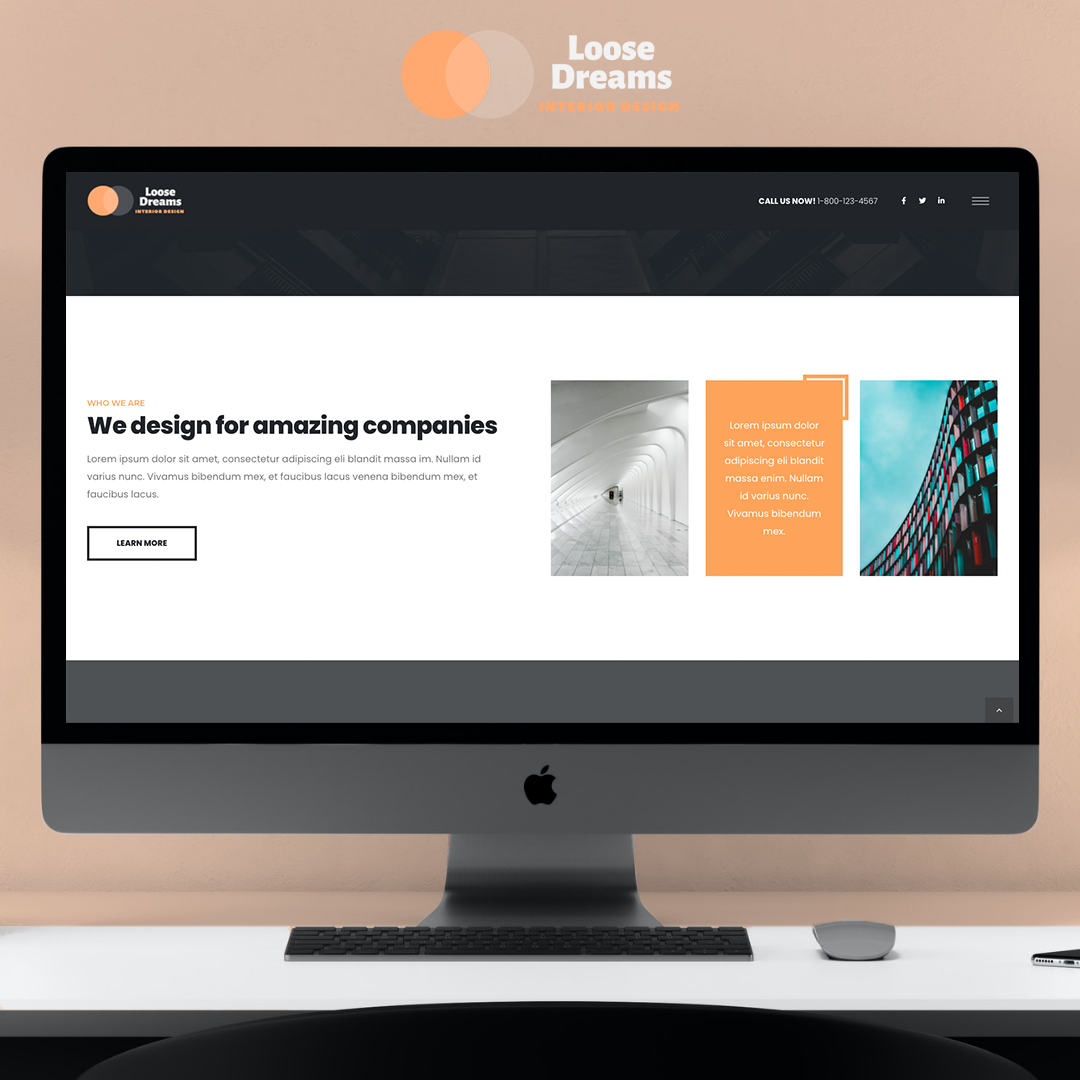 Loose
Dreams
INTERIOR DESIGN
Loose
Dreams
INTERIOR DESIGN
CALL US NOW! 1-800-123-4567
WHO WE ARE
We design for amazing companies
Lorem ipsum dolor sit amet, consectetur adipiscing eli blandit massa im. Nullam id
varius nunc. Vivamus bibendum mex, et faucibus lacus venena bibendum mex, et
faucibus lacus.
LEARN MORE
Lorem ipsum dolor
sit amet, consectetur
adipiscing eli blandit
massa enim. Nullam
id varius nunc.
Vivamus bibendum
mex.